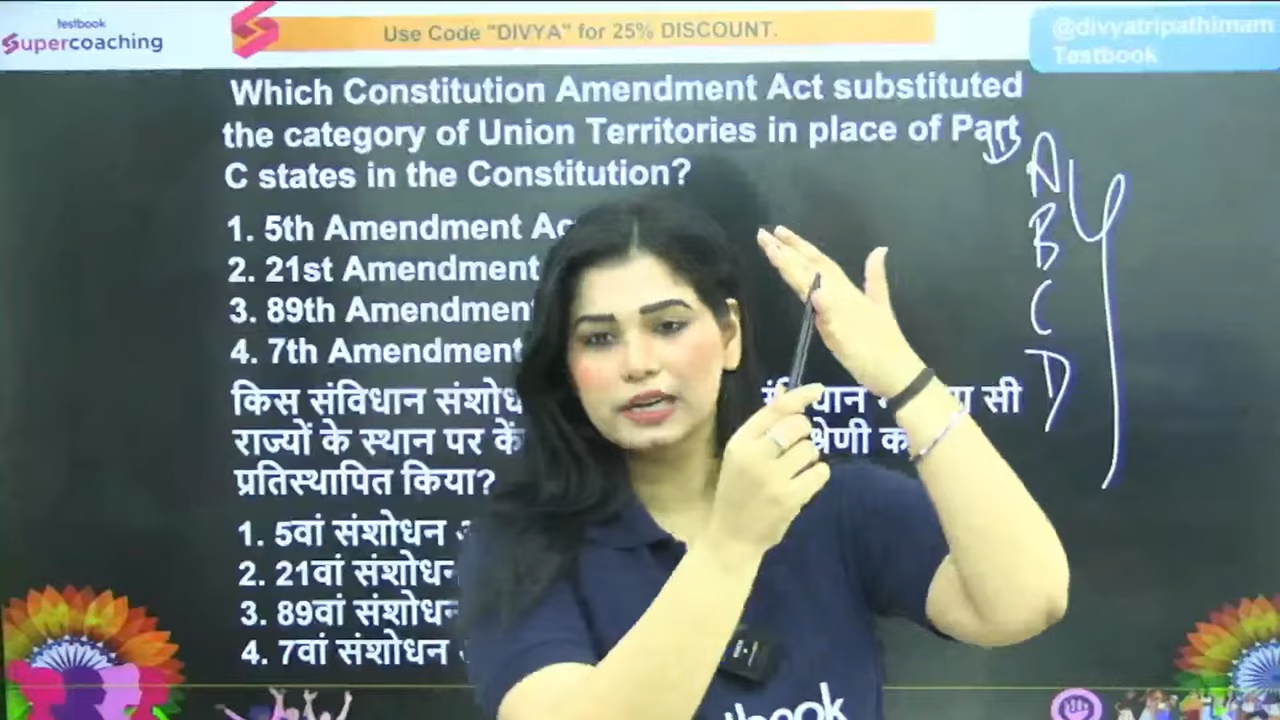 testbook
Supercoaching
Use Code "DIVYA" for 25% DISCOUNT.
@divyatripathimam
Testbook
Which Constitution Amendment Act substituted
the category of Union Territories in place of Part
C states in the Constitution?
1. 5th Amendment
2. 21st Amendment
3. 89th Amendment
4. 7th Amendment
A
B
C
D
किस संविधान सी
राज्यों के स्थान पर श्रेणी
प्रतिस्थापित किया?
1. 5वां संशोधन
2. 21वां संशोधन
3. 89वां संशोधन
4. 7वां संशोधन